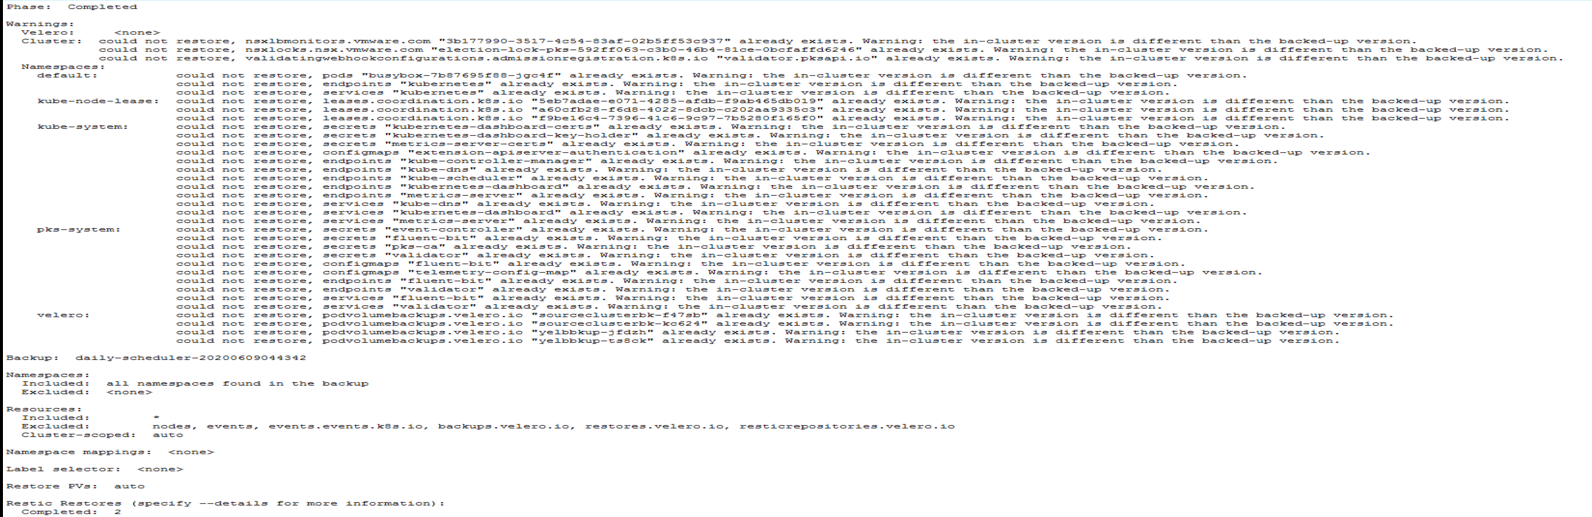 Phase:  Completed
Warnings:
  Velero:     <none>
  Cluster:  could not restore, nsxlbmonitors.vmware.com "3b177990-3517-4c54-83af-02b5ff53c937" already exists. Warning: the in-cluster version is different than the backed-up version.
            could not restore, nsxlocks.nsx.vmware.com "election-lock-pks-592ff063-c3b0-46b4-81ce-0bcfaffd6246" already exists. Warning: the in-cluster version is different than the backed-up version.
            could not restore, validatingwebhookconfigurations.admissionregistration.k8s.io "validator.pksapi.io" already exists. Warning: the in-cluster version is different than the backed-up version.
  Namespaces:
    default:          could not restore, pods "busybox-7b87695f88-jgc4f" already exists. Warning: the in-cluster version is different than the backed-up version.
                      could not restore, endpoints "kubernetes" already exists. Warning: the in-cluster version is different than the backed-up version.
                      could not restore, services "kubernetes" already exists. Warning: the in-cluster version is different than the backed-up version.
    kube-node-lease:  could not restore, leases.coordination.k8s.io "5eb7adae-e071-4285-afdb-f9ab465db019" already exists. Warning: the in-cluster version is different than the backed-up version.
                      could not restore, leases.coordination.k8s.io "a60cfb28-f6d8-4022-8dcb-c202aa9335c3" already exists. Warning: the in-cluster version is different than the backed-up version.
                      could not restore, leases.coordination.k8s.io "f9be16c4-7396-41c6-9c97-7b5280f165f0" already exists. Warning: the in-cluster version is different than the backed-up version.
    kube-system:      could not restore, secrets "kubernetes-dashboard-certs" already exists. Warning: the in-cluster version is different than the backed-up version.
                      could not restore, secrets "kubernetes-dashboard-key-holder" already exists. Warning: the in-cluster version is different than the backed-up version.
                      could not restore, secrets "metrics-server-certs" already exists. Warning: the in-cluster version is different than the backed-up version.
                      could not restore, configmaps "extension-apiserver-authentication" already exists. Warning: the in-cluster version is different than the backed-up version.
                      could not restore, endpoints "kube-controller-manager" already exists. Warning: the in-cluster version is different than the backed-up version.
                      could not restore, endpoints "kube-dns" already exists. Warning: the in-cluster version is different than the backed-up version.
                      could not restore, endpoints "kube-scheduler" already exists. Warning: the in-cluster version is different than the backed-up version.
                      could not restore, endpoints "kubernetes-dashboard" already exists. Warning: the in-cluster version is different than the backed-up version.
                      could not restore, endpoints "metrics-server" already exists. Warning: the in-cluster version is different than the backed-up version.
                      could not restore, services "kube-dns" already exists. Warning: the in-cluster version is different than the backed-up version.
                      could not restore, services "kubernetes-dashboard" already exists. Warning: the in-cluster version is different than the backed-up version.
                      could not restore, services "metrics-server" already exists. Warning: the in-cluster version is different than the backed-up version.
    pks-system:       could not restore, secrets "event-controller" already exists. Warning: the in-cluster version is different than the backed-up version.
                      could not restore, secrets "fluent-bit" already exists. Warning: the in-cluster version is different than the backed-up version.
                      could not restore, secrets "pks-ca" already exists. Warning: the in-cluster version is different than the backed-up version.
                      could not restore, secrets "validator" already exists. Warning: the in-cluster version is different than the backed-up version.
                      could not restore, configmaps "fluent-bit" already exists. Warning: the in-cluster version is different than the backed-up version.
                      could not restore, configmaps "telemetry-config-map" already exists. Warning: the in-cluster version is different than the backed-up version.
                      could not restore, endpoints "fluent-bit" already exists. Warning: the in-cluster version is different than the backed-up version.
                      could not restore, endpoints "validator" already exists. Warning: the in-cluster version is different than the backed-up version.
                      could not restore, services "fluent-bit" already exists. Warning: the in-cluster version is different than the backed-up version.
                      could not restore, services "validator" already exists. Warning: the in-cluster version is different than the backed-up version.
    velero:           could not restore, podvolumebackups.velero.io "sourceclusterbk-f47sb" already exists. Warning: the in-cluster version is different than the backed-up version.
                      could not restore, podvolumebackups.velero.io "sourceclusterbk-kc624" already exists. Warning: the in-cluster version is different than the backed-up version.
                      could not restore, podvolumebackups.velero.io "yelbbkup-jfdzh" already exists. Warning: the in-cluster version is different than the backed-up version.
                      could not restore, podvolumebackups.velero.io "yelbbkup-ts8ck" already exists. Warning: the in-cluster version is different than the backed-up version.
Backup:  daily-scheduler-20200609044342
Namespaces:
  Included:  all namespaces found in the backup
  Excluded:  <none>
Resources:
  Included:        *
  Excluded:        nodes, events, events.events.k8s.io, backups.velero.io, restores.velero.io, resticrepositories.velero.io
  Cluster-scoped:  auto
Namespace mappings:  <none>
Label selector:  <none>
Restore PVs:  auto
Restic Restores (specify --details for more information):
  Completed:  2